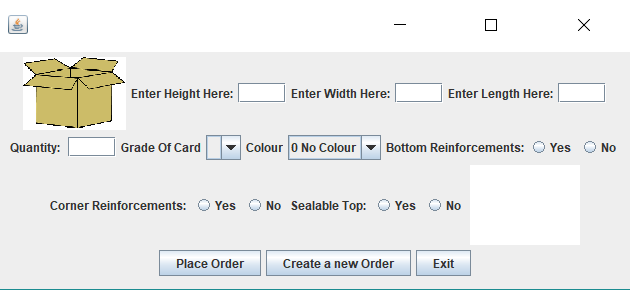 Enter Height Here: Enter Width Here: Enter Length Here:
Quantity: Grade Of Card Colour 0 No Colour Bottom Reinforcements: Yes No
Corner Reinforcements: Yes No Sealable Top: Yes No
Place Order Create a new Order Exit